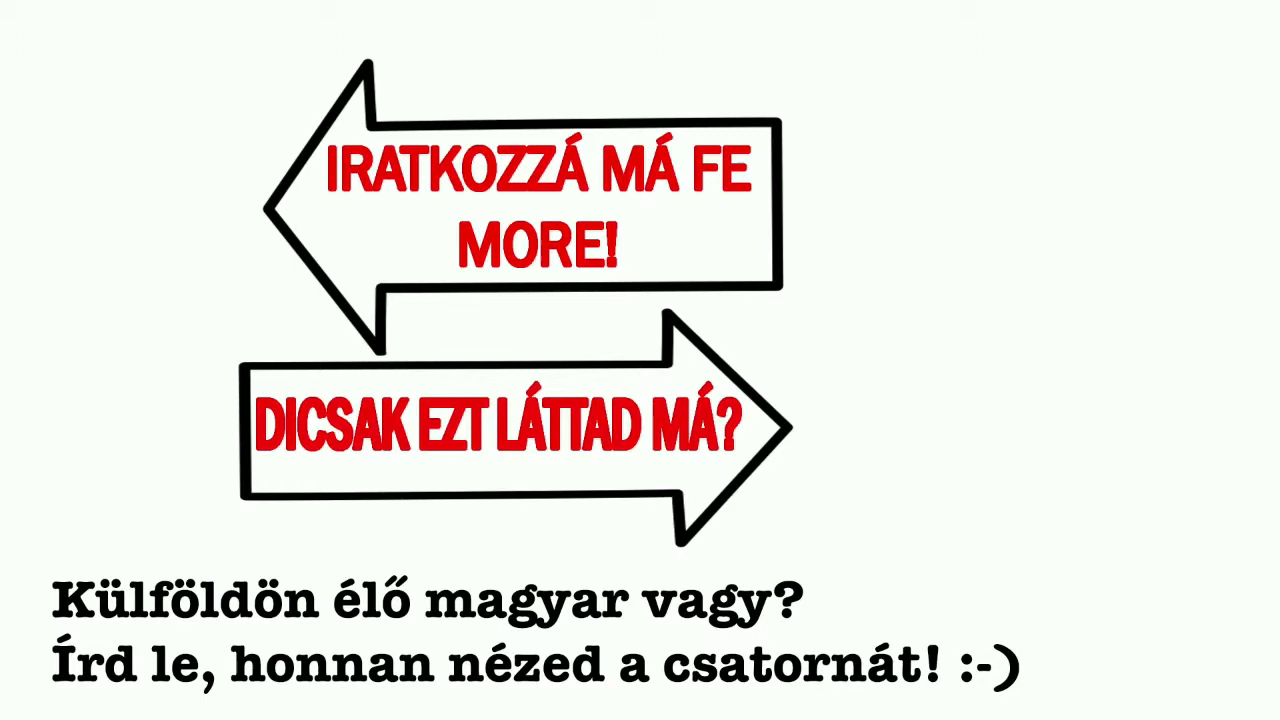 IRATKOZZÁ MÁ FE
MORE!
DICSAK EZT LÁTTAD MÁ?
Külföldön élő magyar vagy?
Írd le, honnan nézed a csatornát! :-)